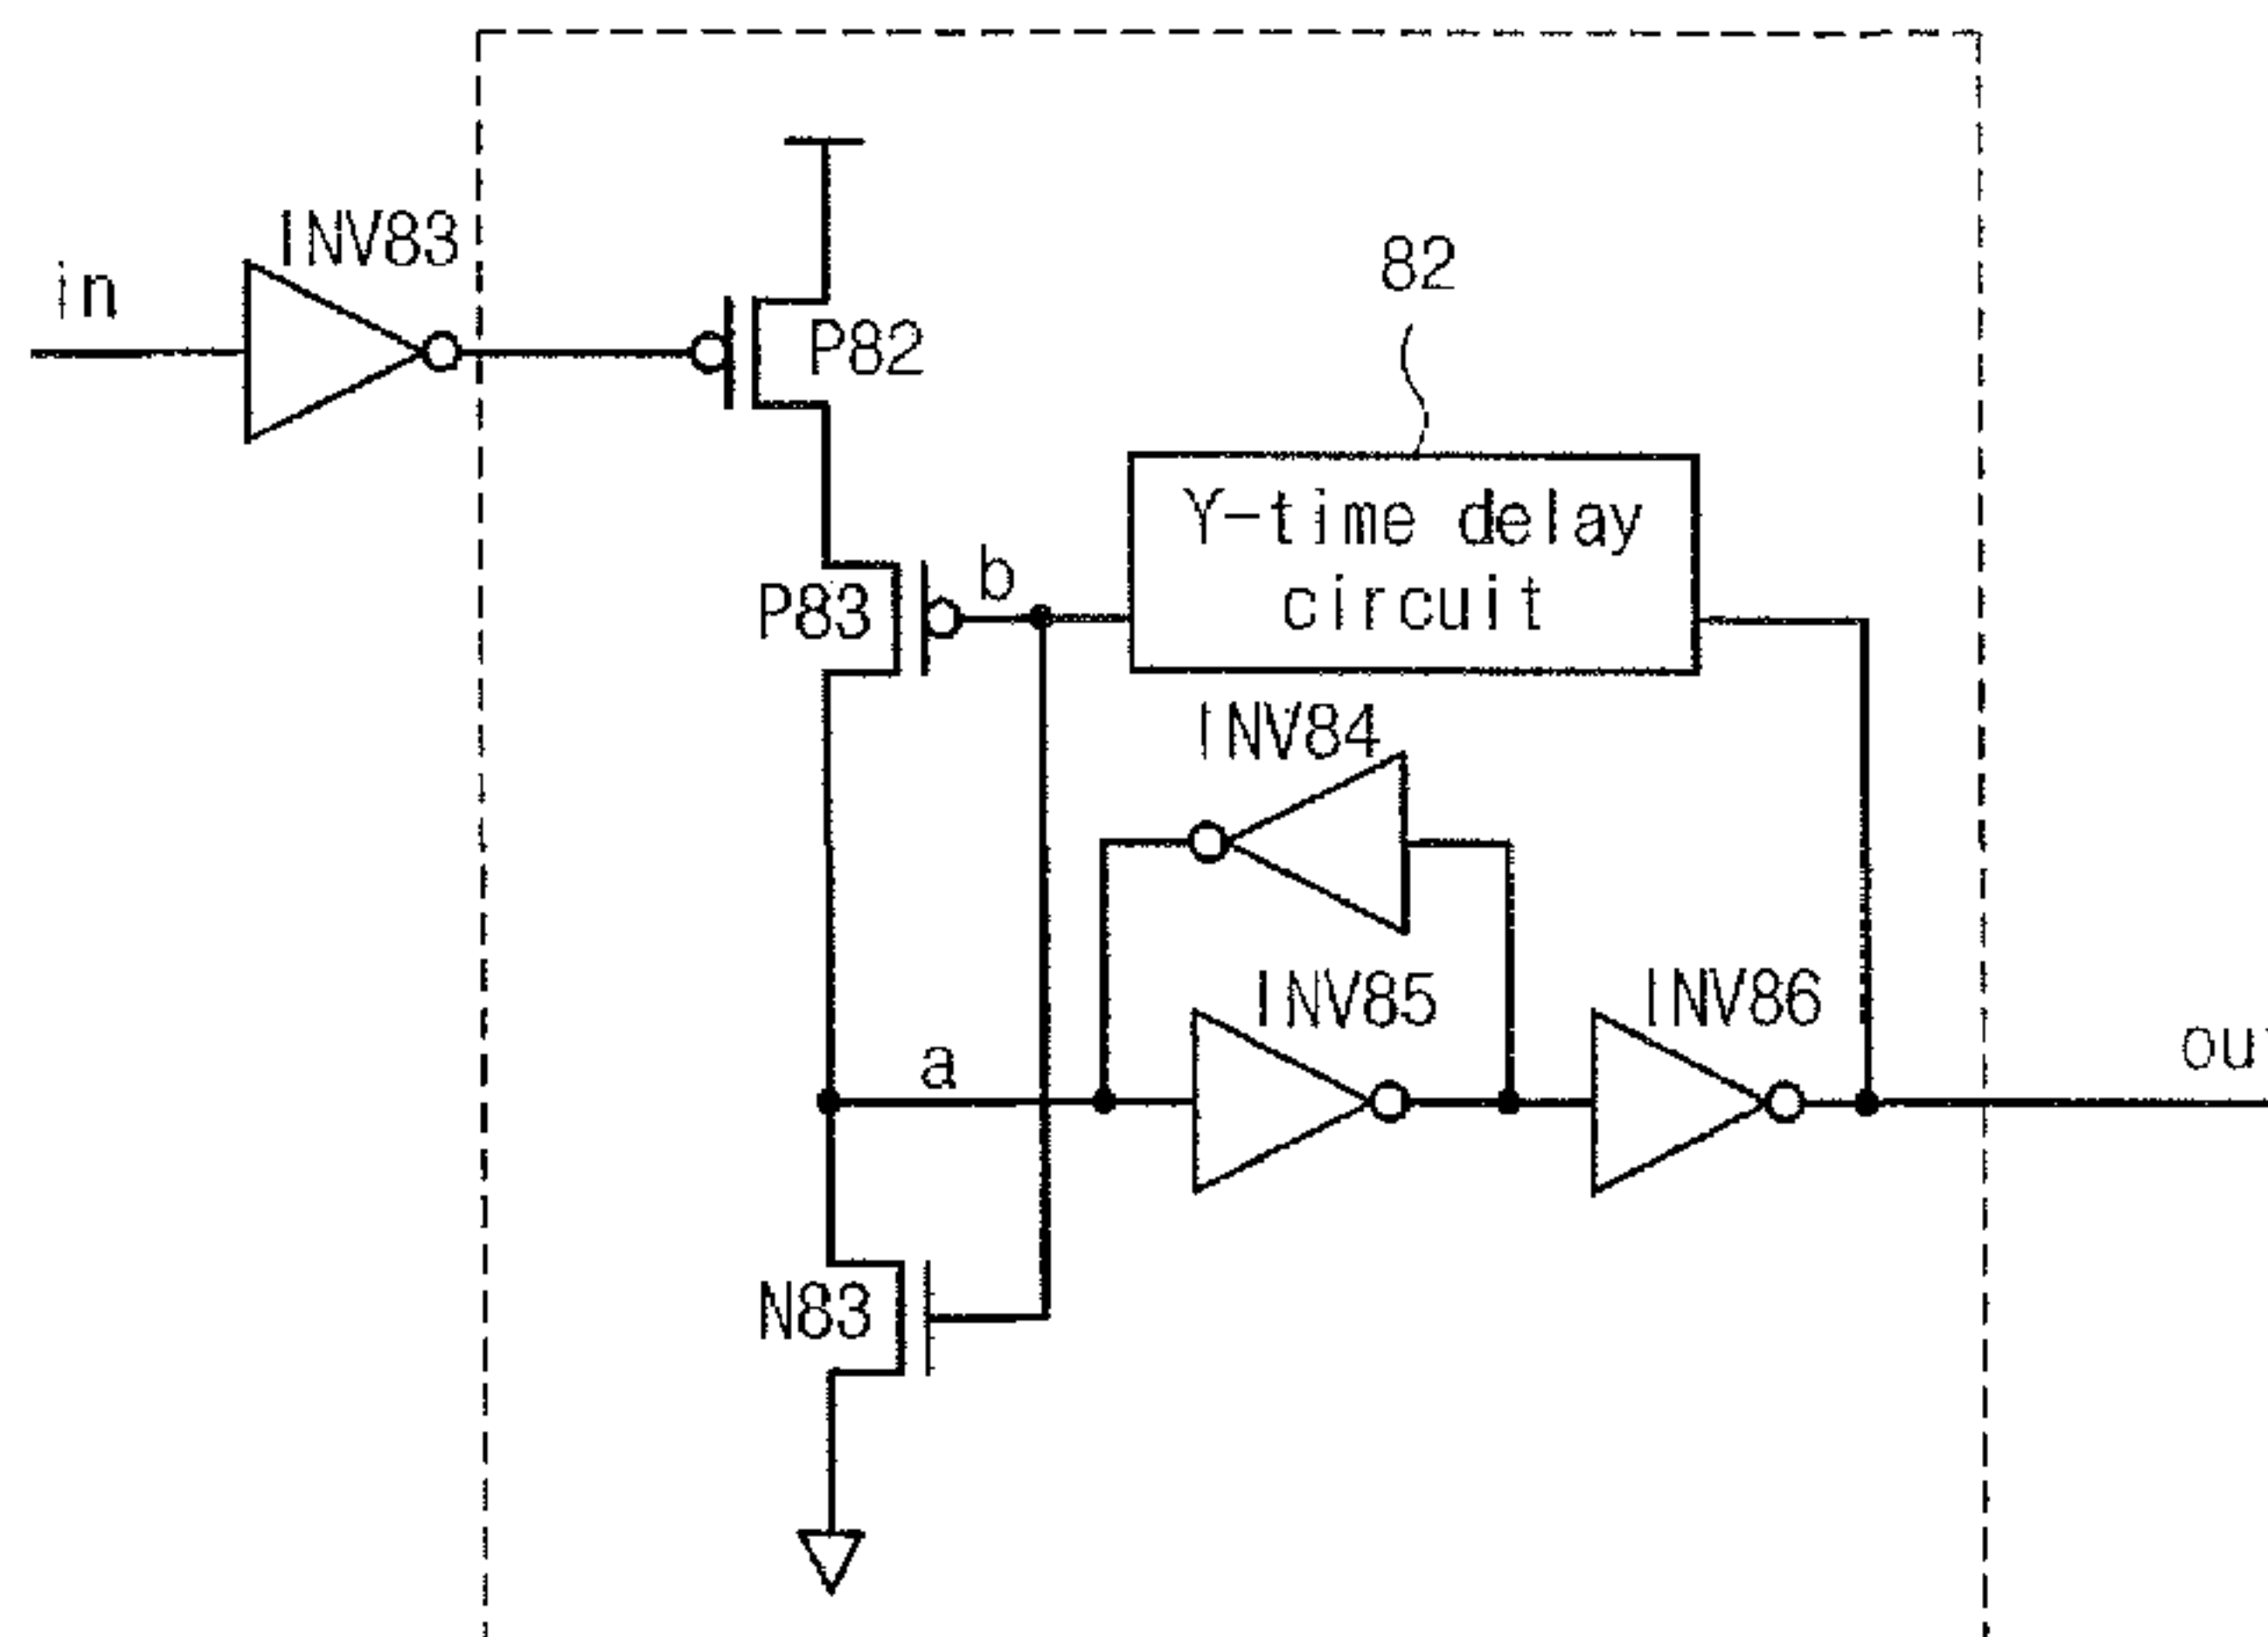 INV83
in
82
P82
Y-time delay
circuit
b
P83
INV84
INV85
INV86
a
N83